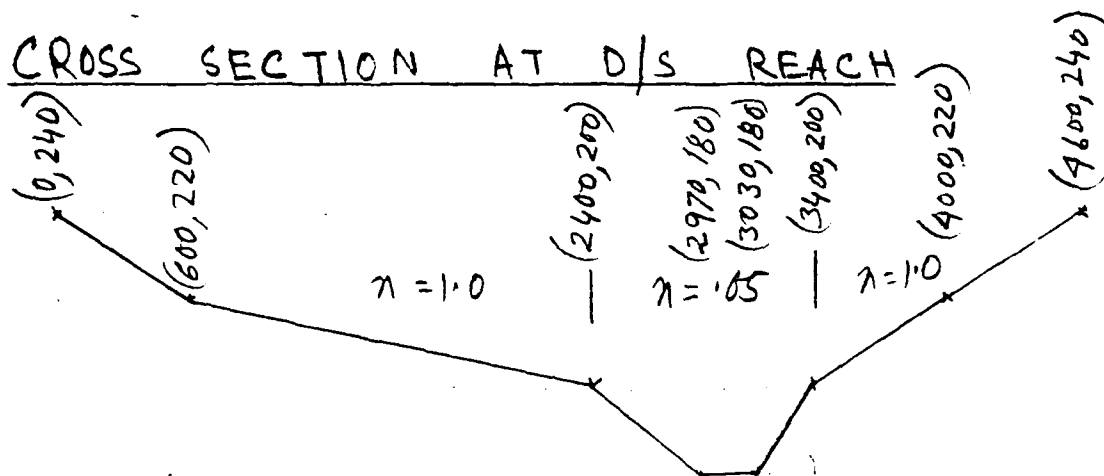 CROSS SECTION AT D/S REACH
(0,240)
(600,220)
(2400,200)
(2970,180)
(3030,180)
(3400,200)
(4000,220)
(4600,240)
n=1.0
n=.05
n=1.0